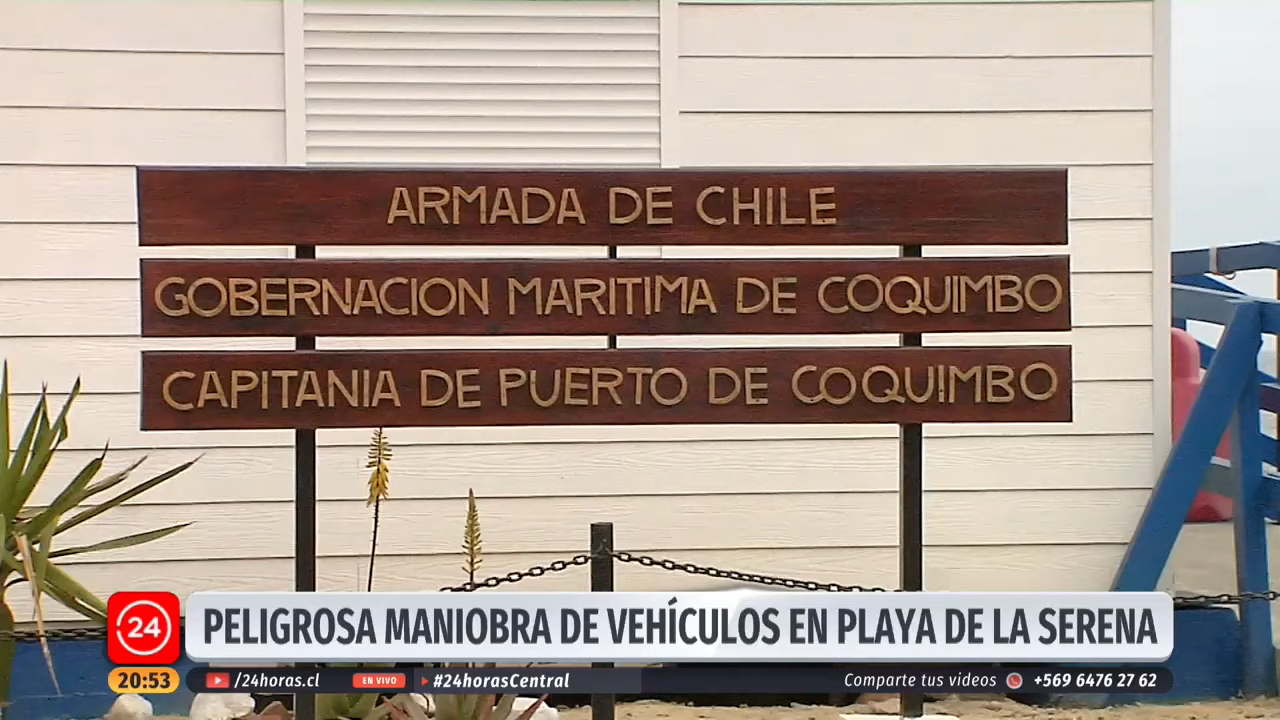 ARMADA DE CHILE
GOBERNACION MARITIMA DE COQUIMBO
CAPITANIA DE PUERTO DE COQUIMBO
24
PELIGROSA MANIOBRA DE VEHÍCULOS EN PLAYA DE LA SERENA
20:53 /24horas.cl EN VIVO #24horasCentral Comparte tus videos +569 6476 27 62